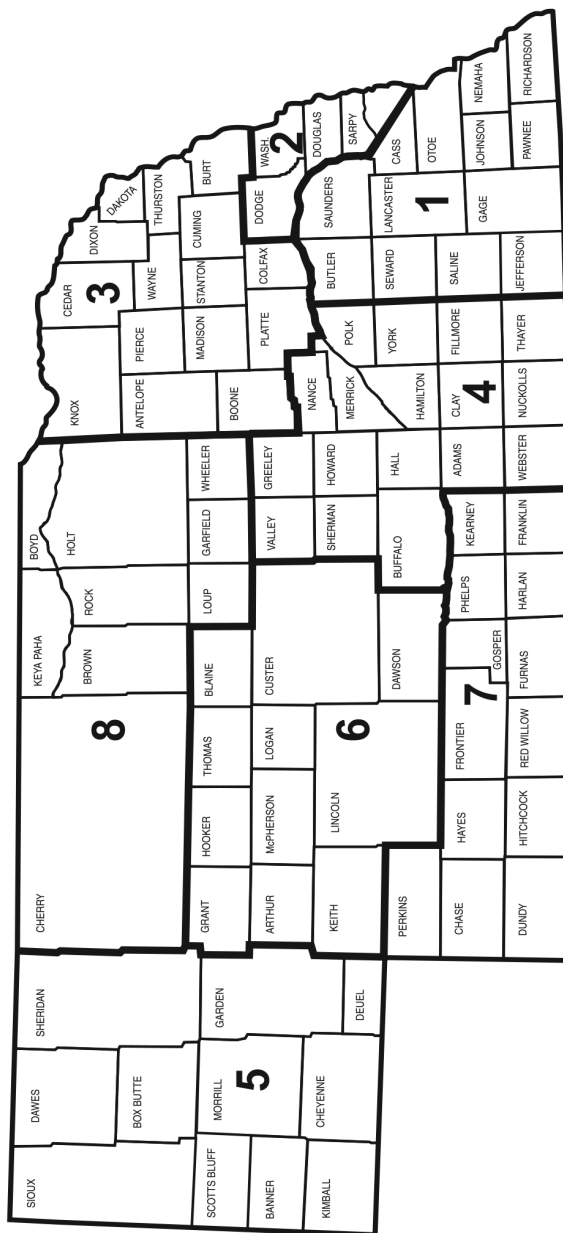 SIOUX
DAWES
SHERIDAN
BOX BUTTE
SCOTTS BLUFF
MORRILL
GARDEN
BANNER
5
KIMBALL
CHEYENNE
DEUEL
CHERRY
KEYA PAHA
BOYD
BROWN
ROCK
HOLT
8
LOUP
GARFIELD
WHEELER
KNOX
CEDAR
DIXON
DAKOTA
3
ANTELOPE
PIERCE
WAYNE
THURSTON
BOONE
MADISON
STANTON
CUMING
BURT
PLATTE
COLFAX
DODGE
WASH.
2
DOUGLAS
SARPY
GRANT
HOOKER
THOMAS
BLAINE
ARTHUR
McPHERSON
LOGAN
CUSTER
KEITH
LINCOLN
6
DAWSON
VALLEY
GREELEY
NANCE
SHERMAN
HOWARD
MERRICK
POLK
BUTLER
SAUNDERS
BUFFALO
HALL
HAMILTON
YORK
SEWARD
LANCASTER
CASS
OTOE
1
ADAMS
CLAY
FILLMORE
SALINE
GAGE
JOHNSON
NEMAHA
4
WEBSTER
NUCKOLLS
THAYER
JEFFERSON
PAWNEE
RICHARDSON
PERKINS
CHASE
HAYES
FRONTIER
GOSPER
PHELPS
KEARNEY
7
DUNDY
HITCHCOCK
RED WILLOW
FURNAS
HARLAN
FRANKLIN